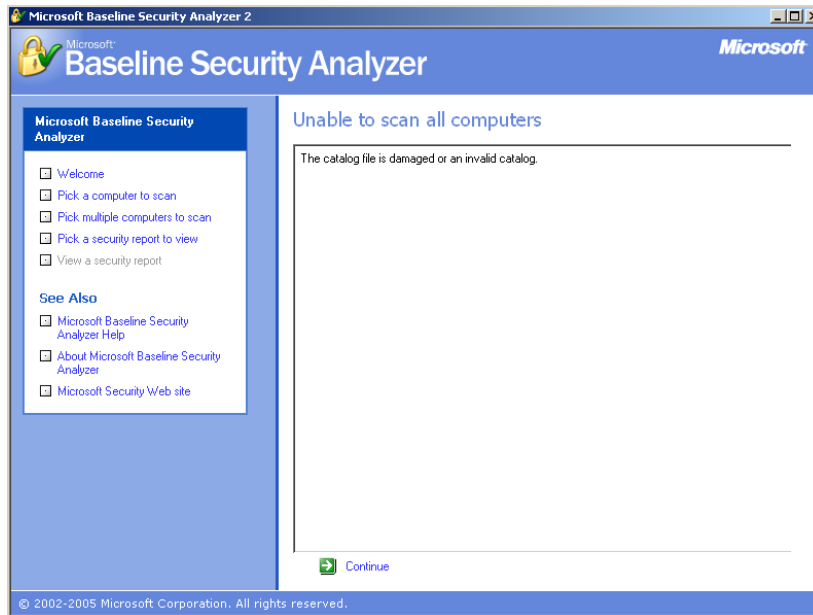 Microsoft Baseline Security Analyzer 2
Microsoft
Baseline Security Analyzer
Microsoft
Microsoft Baseline Security
Analyzer
Welcome
Pick a computer to scan
Pick multiple computers to scan
Pick a security report to view
View a security report
See Also
Microsoft Baseline Security
Analyzer Help
About Microsoft Baseline Security
Analyzer
Microsoft Security Web site
Unable to scan all computers
The catalog file is damaged or an invalid catalog.
Continue
© 2002-2005 Microsoft Corporation. All rights reserved.